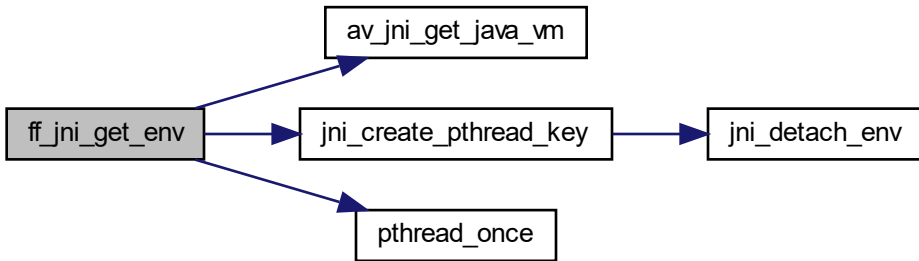 av_jni_get_java_vm
ff_jni_get_env
jni_create_pthread_key
jni_detach_env
pthread_once